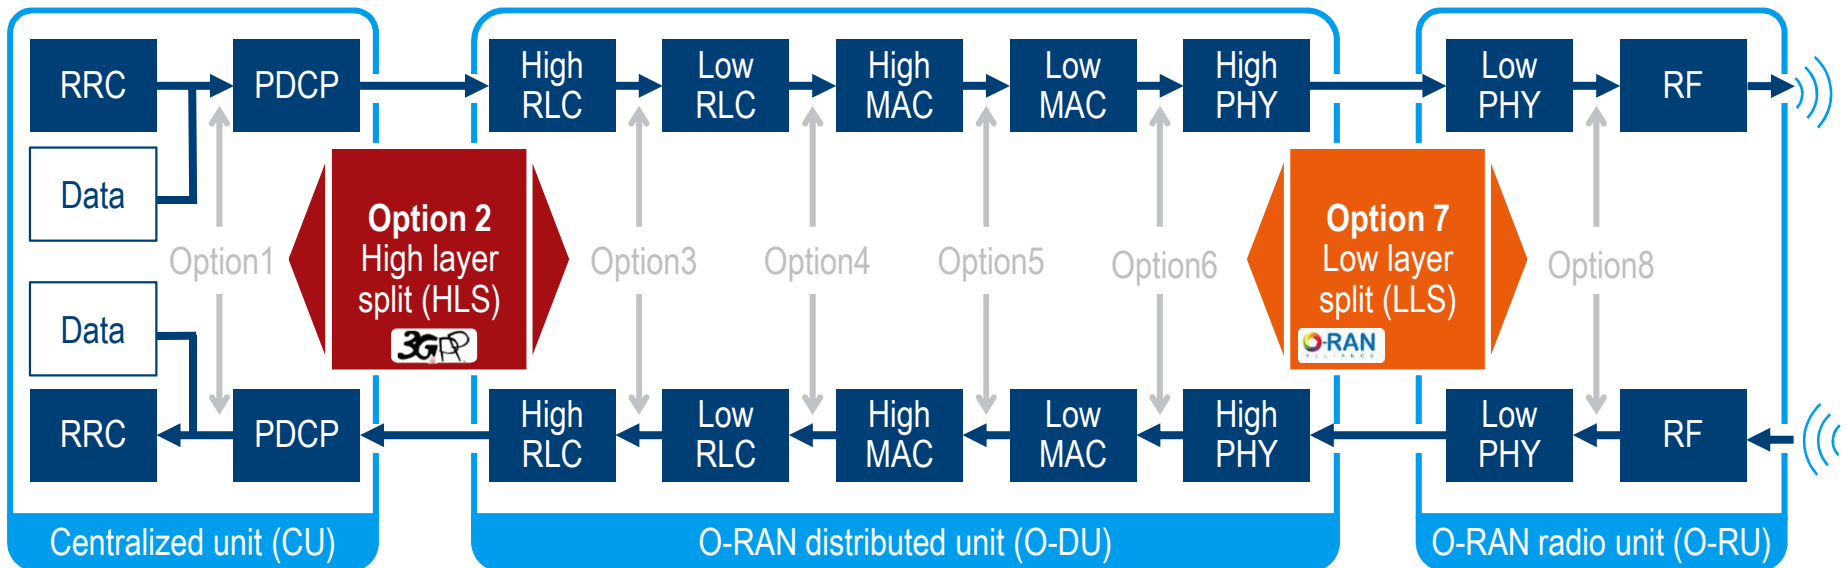 RRC
PDCP
High
RLC
Low
RLC
High
MAC
Low
MAC
High
PHY
Low
PHY
RF
Data
Option1
Option 2
High layer
split (HLS)
3GPP
Option3
Option4
Option5
Option6
Option 7
Low layer
split (LLS)
O-RAN
ALLIANCE
Option8
Data
RRC
PDCP
High
RLC
Low
RLC
High
MAC
Low
MAC
High
PHY
Low
PHY
RF
Centralized unit (CU)
O-RAN distributed unit (O-DU)
O-RAN radio unit (O-RU)